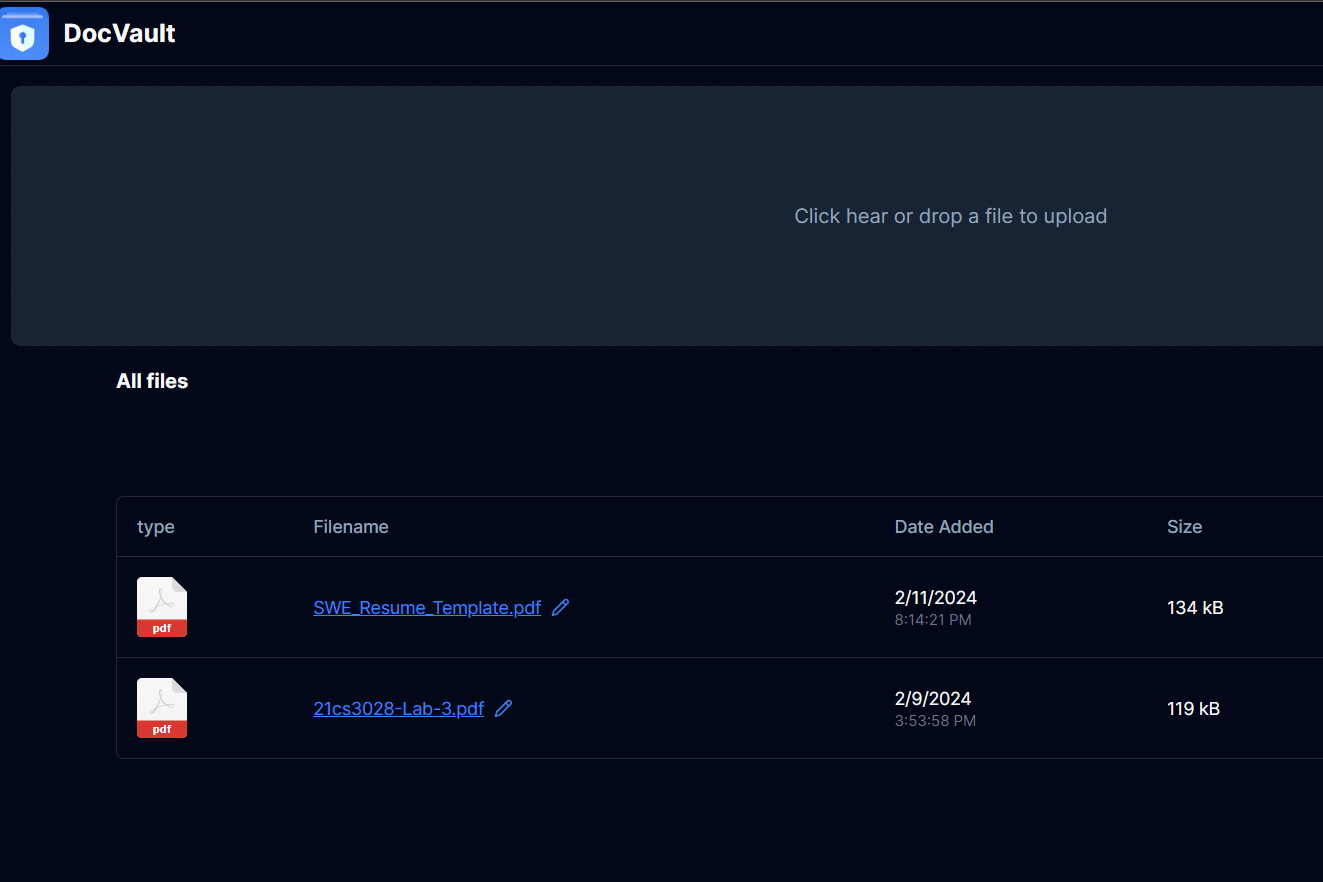 DocVault
Click hear or drop a file to upload
All files
type Filename Date Added Size
pdf
SWE_Resume_Template.pdf 2/11/2024 134 kB
8:14:21 PM
pdf
21cs3028-Lab-3.pdf 2/9/2024 119 kB
3:53:58 PM